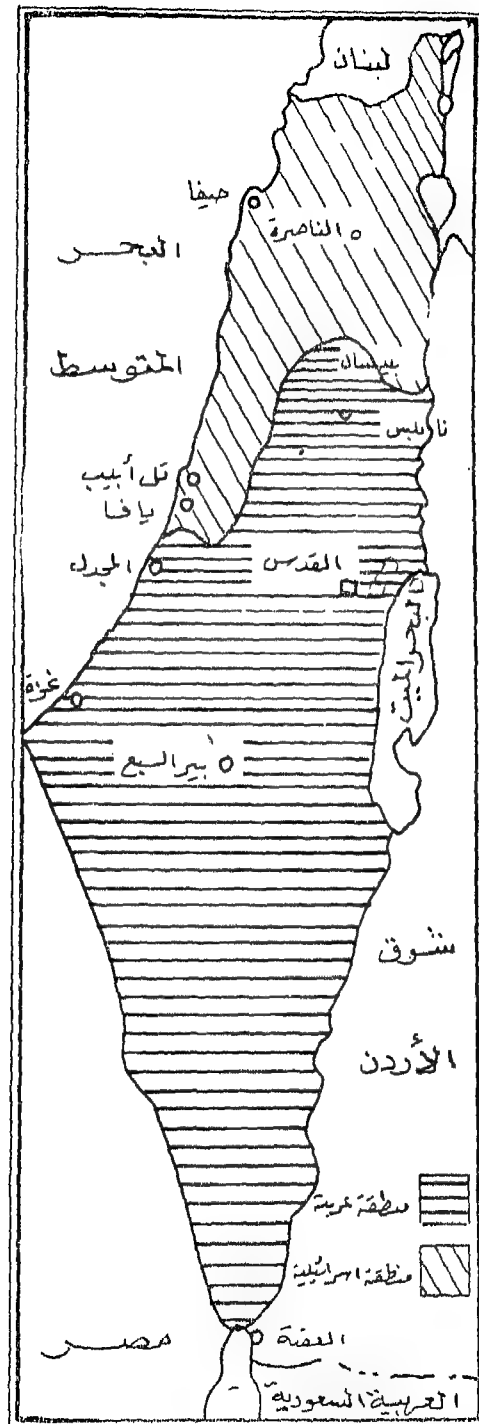 لبنان
حيفا
الناصرة
البحر
المتوسط
بيسان
نابلس
تل أبيب
يافا
المجدل
القدس
البحر الميت
غزة
بير السبع
شرق
الأردن
منطقة عربية
منطقة اسرائيلية
مصر
العقبة
العربية السعودية